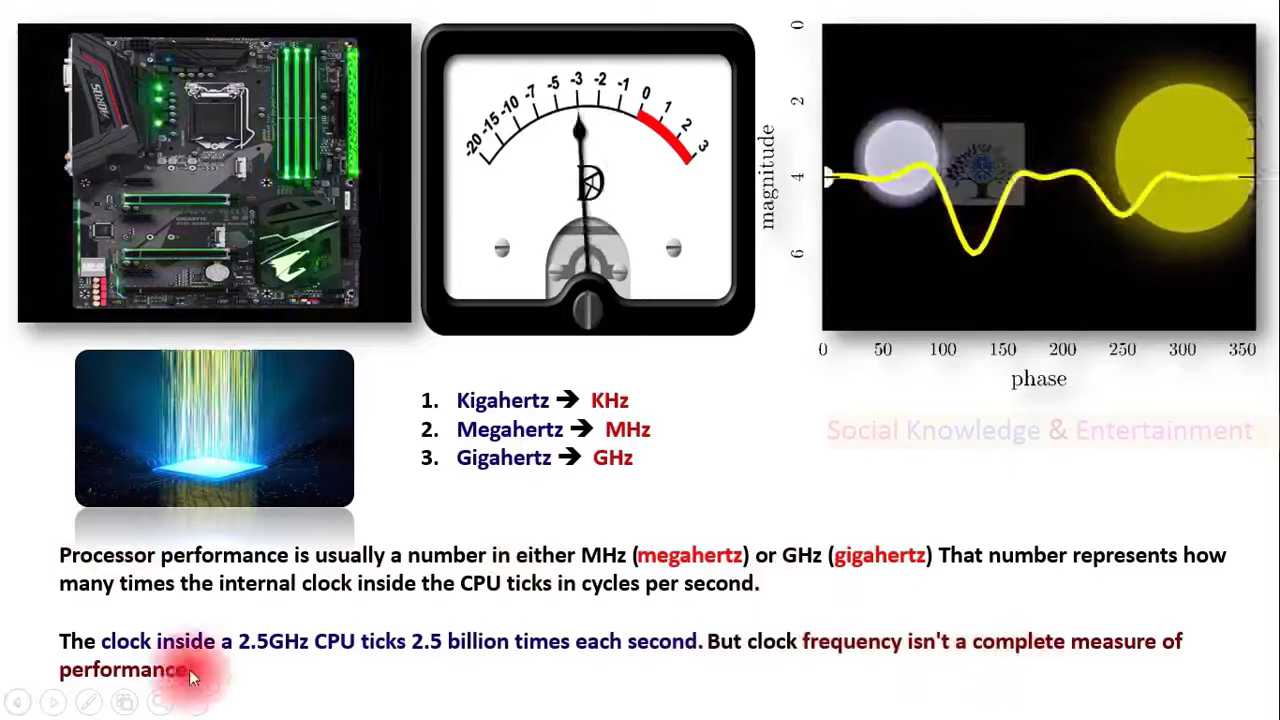 AORUS
GIGABYTE
-20 -15 -10 -7 -5 -3 -2 -1 0 1 2 3
magnitude
0
2
4
6
0 50 100 150 200 250 300 350
phase
1. Kigahertz → KHz
2. Megahertz → MHz
3. Gigahertz → GHz
Social Knowledge & Entertainment
Processor performance is usually a number in either MHz (megahertz) or GHz (gigahertz) That number represents how
many times the internal clock inside the CPU ticks in cycles per second.
The clock inside a 2.5GHz CPU ticks 2.5 billion times each second. But clock frequency isn't a complete measure of
performance.